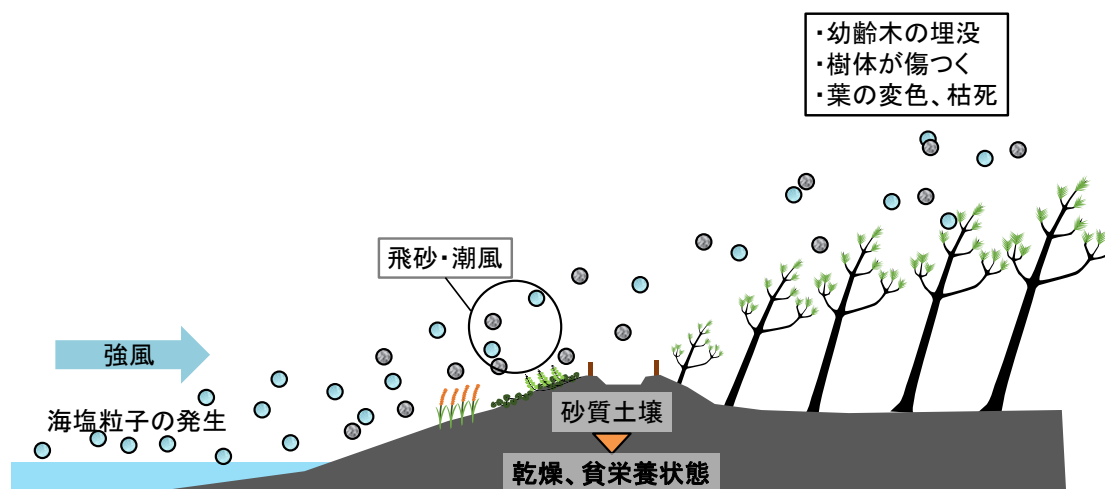 ・幼齢木の埋没
・樹体が傷つく
・葉の変色、枯死
飛砂・潮風
強風
海塩粒子の発生
砂質土壌
乾燥、貧栄養状態